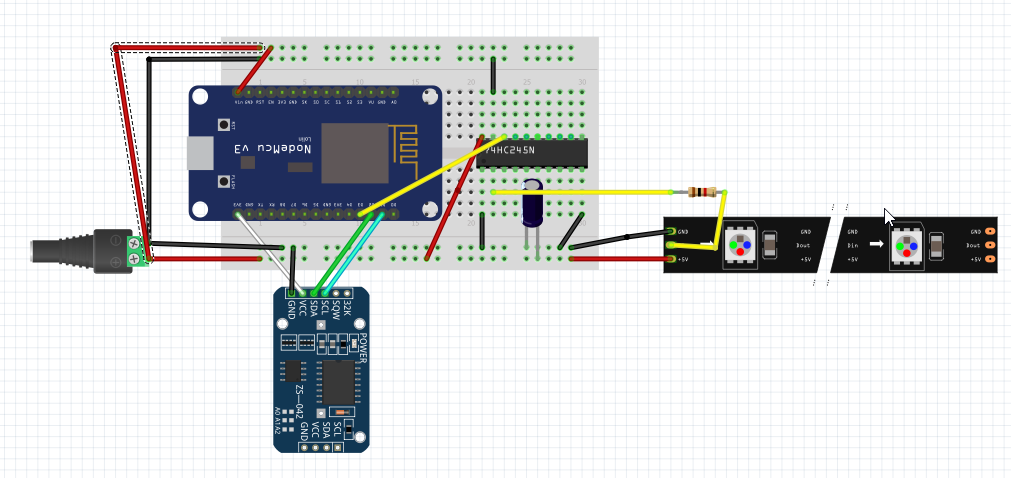 1 10 15 20 25 30
Vin GND RST EN 3V3 GND SK SO SC S1 S2 S3 VU GND AD
RST
NodeMcu v3
Lolin
FLASH
74HC245N
3V3 GND TX RX D8 D7 D6 D5 GND 3V3 D4 D3 D2 D1 D0
GND
+5V
GND
Dout
+5V
GND
Din
+5V
GND
Dout
+5V
GND
VCC
SDA
SCL
SQW
32K
POWER
ZS-042
A0 A1 A2
GND
VCC
SDA
SCL